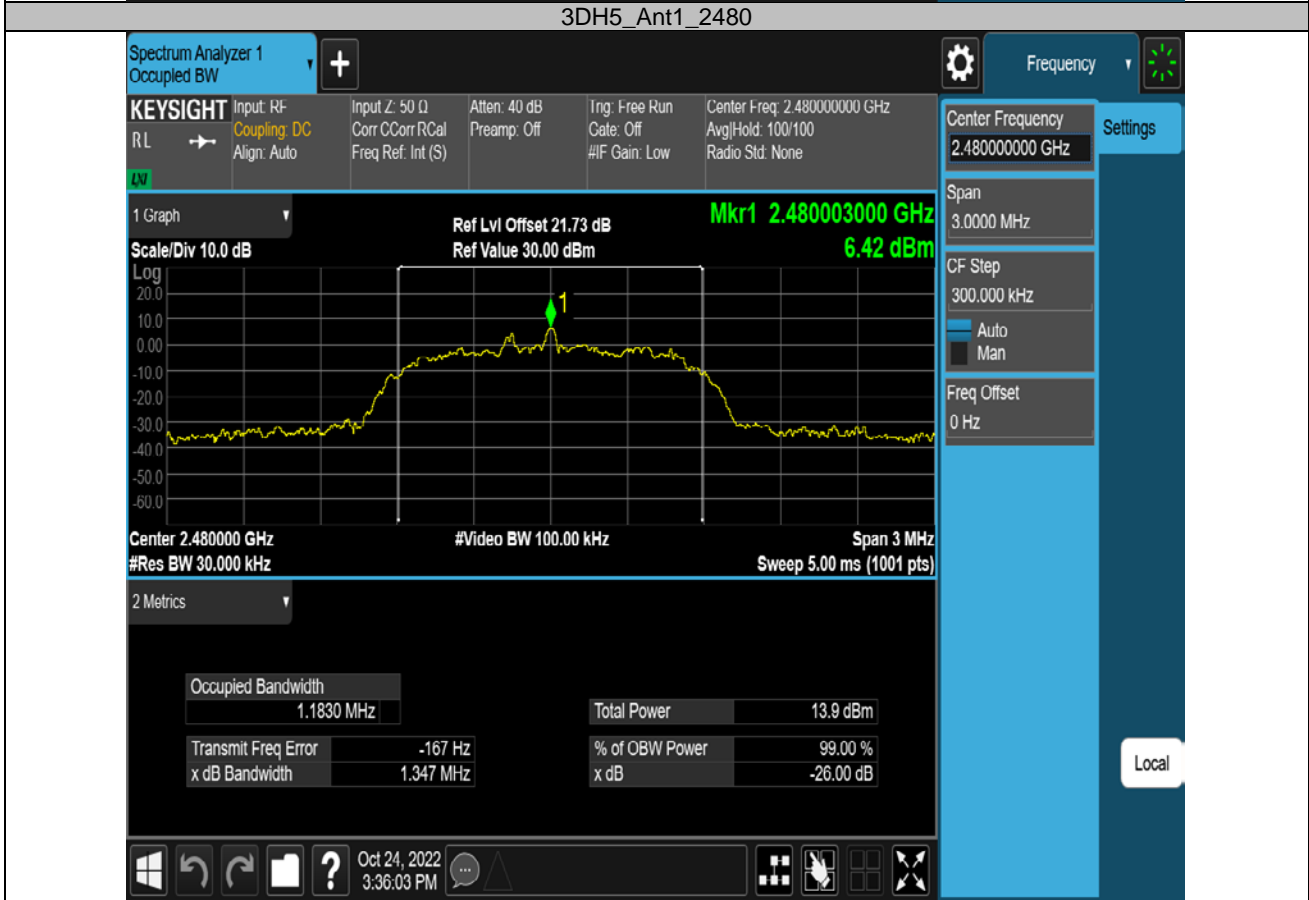 3DH5_Ant1_2480
Spectrum Analyzer 1
Occupied BW
+
Frequency
KEYSIGHT
RL
LXI
Input: RF
Coupling: DC
Align: Auto
Input Z: 50 Ω
Corr CCorr RCal
Freq Ref: Int (S)
Atten: 40 dB
Preamp: Off
Trig: Free Run
Gate: Off
#IF Gain: Low
Center Freq: 2.480000000 GHz
Avg|Hold: 100/100
Radio Std: None
Center Frequency
2.480000000 GHz
Settings
Span
3.0000 MHz
CF Step
300.000 kHz
Auto
Man
Freq Offset
0 Hz
1 Graph
Scale/Div 10.0 dB
Ref Lvl Offset 21.73 dB
Ref Value 30.00 dBm
Mkr1 2.480003000 GHz
6.42 dBm
Log
20.0
10.0
0.00
-10.0
-20.0
-30.0
-40.0
-50.0
-60.0
1
Center 2.480000 GHz
#Res BW 30.000 kHz
#Video BW 100.00 kHz
Span 3 MHz
Sweep 5.00 ms (1001 pts)
2 Metrics
Occupied Bandwidth
1.1830 MHz
Total Power 13.9 dBm
Transmit Freq Error -167 Hz
% of OBW Power 99.00 %
x dB Bandwidth 1.347 MHz
x dB -26.00 dB
Local
?
Oct 24, 2022
3:36:03 PM